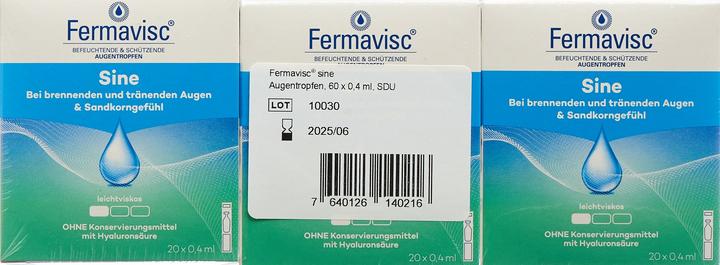 Fermavisc®
BEFEUCHTENDE & SCHÜTZENDE
AUGENTROPFEN
Sine
Bei brennenden und tränenden Augen
& Sandkorngefühl
leichtviskos
OHNE Konservierungsmittel
mit Hyaluronsäure
20 x 0,4 ml
Fermavisc®
BEFEUCHTENDE & SCHÜTZENDE
AUGENTROPFEN
Fermavisc® sine
Augentropfen, 60 x 0,4 ml, SDU
LOT 10030
2025/06
7 640126 140216
OHNE Konservierungsmittel
mit Hyaluronsäure
20 x 0,4 ml
Fermavisc®
BEFEUCHTENDE & SCHÜTZENDE
AUGENTROPFEN
Sine
Bei brennenden und tränenden Augen
& Sandkorngefühl
leichtviskos
OHNE Konservierungsmittel
mit Hyaluronsäure
20 x 0,4 ml